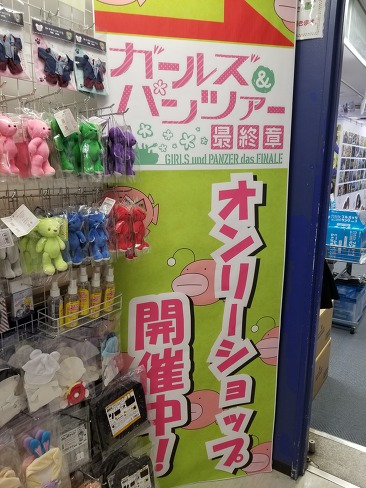 ガールズ&
パンツァー
最終章
GIRLS und PANZER das FINALE
オンリーショップ
開催中!